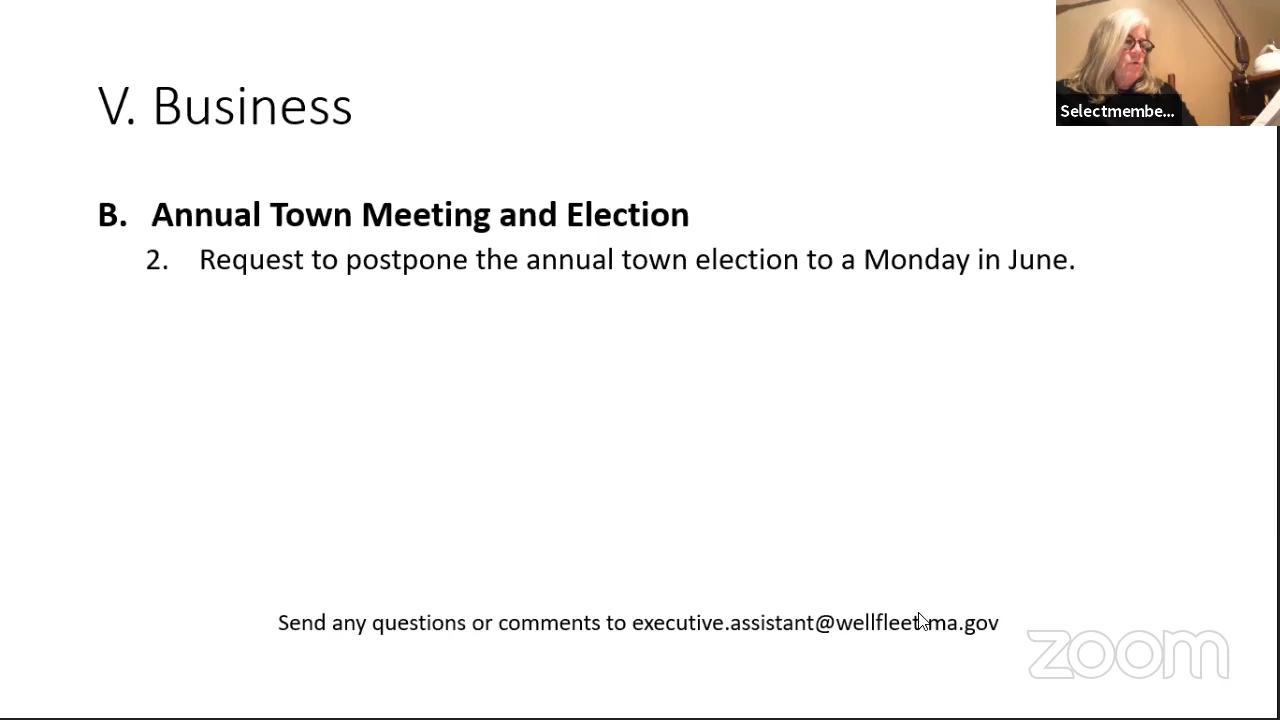 Selectmembe...
V. Business
B. Annual Town Meeting and Election
2. Request to postpone the annual town election to a Monday in June.
Send any questions or comments to executive.assistant@wellfleet-ma.gov
zoom